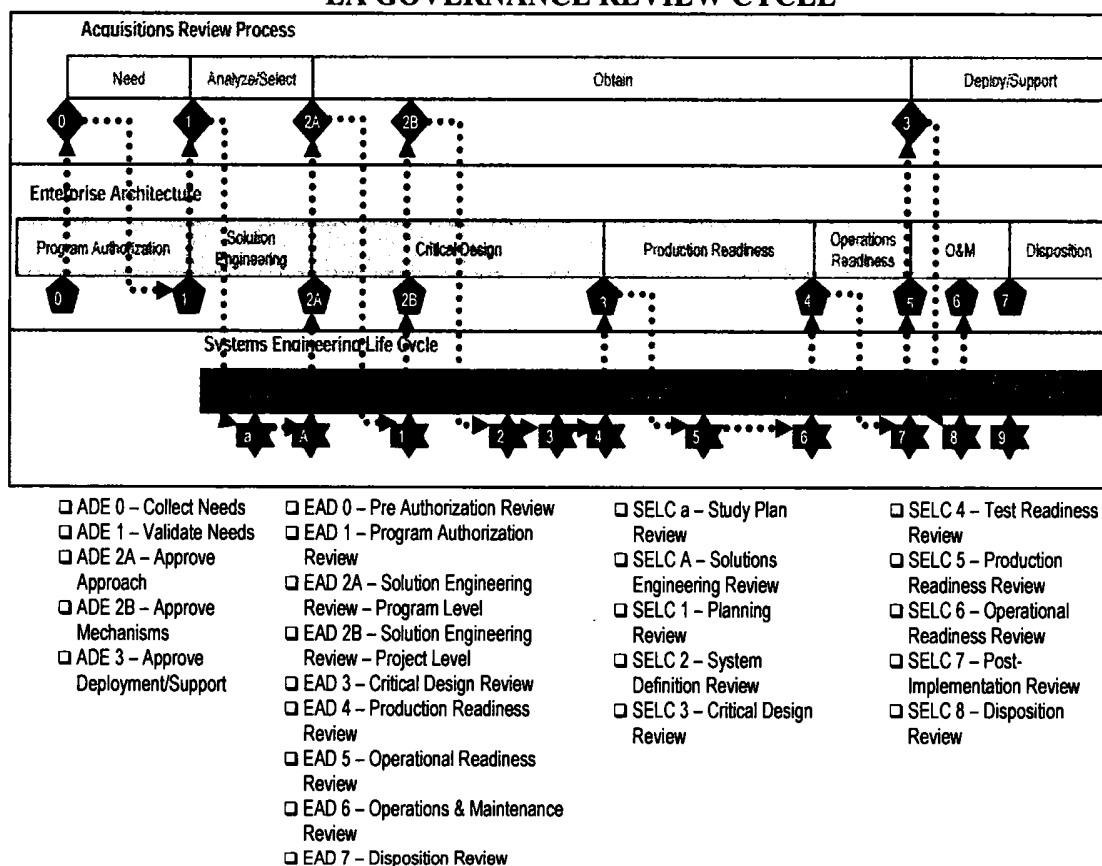 EA GOVERNANCE REVIEW CYCLE
Acquisitions Review Process
Need Analyze/Select Obtain Deploy/Support
0 1 2A 2B 3
Enterprise Architecture
Program Authorization Solution Engineering Critical Design Production Readiness Operations Readiness O&M Disposition
0 1 2A 2B 3 4 5 6 7
Systems Engineering Life Cycle
a A 1 2 3 4 5 6 7 8 9
❑ ADE 0 – Collect Needs
❑ ADE 1 – Validate Needs
❑ ADE 2A – Approve
Approach
❑ ADE 2B – Approve
Mechanisms
❑ ADE 3 – Approve
Deployment/Support
❑ EAD 0 – Pre Authorization Review
❑ EAD 1 – Program Authorization
Review
❑ EAD 2A – Solution Engineering
Review – Program Level
❑ EAD 2B – Solution Engineering
Review – Project Level
❑ EAD 3 – Critical Design Review
❑ EAD 4 – Production Readiness
Review
❑ EAD 5 – Operational Readiness
Review
❑ EAD 6 – Operations & Maintenance
Review
❑ EAD 7 – Disposition Review
❑ SELC a – Study Plan
Review
❑ SELC A – Solutions
Engineering Review
❑ SELC 1 – Planning
Review
❑ SELC 2 – System
Definition Review
❑ SELC 3 – Critical Design
Review
❑ SELC 4 – Test Readiness
Review
❑ SELC 5 – Production
Readiness Review
❑ SELC 6 – Operational
Readiness Review
❑ SELC 7 – Post-
Implementation Review
❑ SELC 8 – Disposition
Review